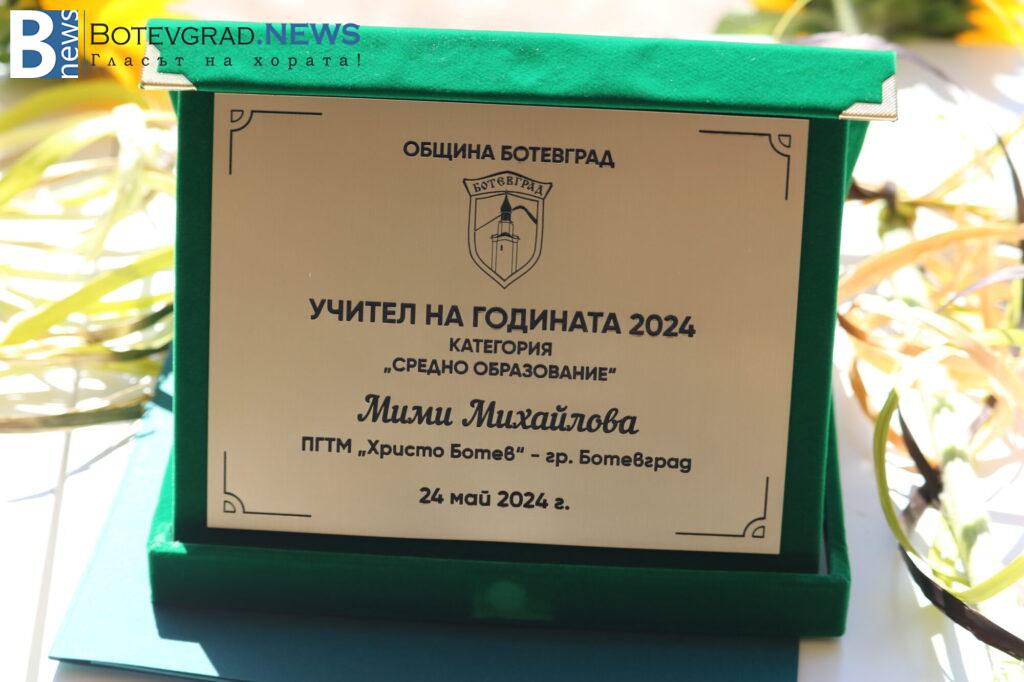 B news
BOTEVGRAD.NEWS
Гласът на хората!
ОБЩИНА БОТЕВГРАД
БОТЕВГРАД
УЧИТЕЛ НА ГОДИНАТА 2024
КАТЕГОРИЯ
„СРЕДНО ОБРАЗОВАНИЕ“
Мими Михайлова
ПГТМ „Христо Ботев“ - гр. Ботевград
24 май 2024 г.